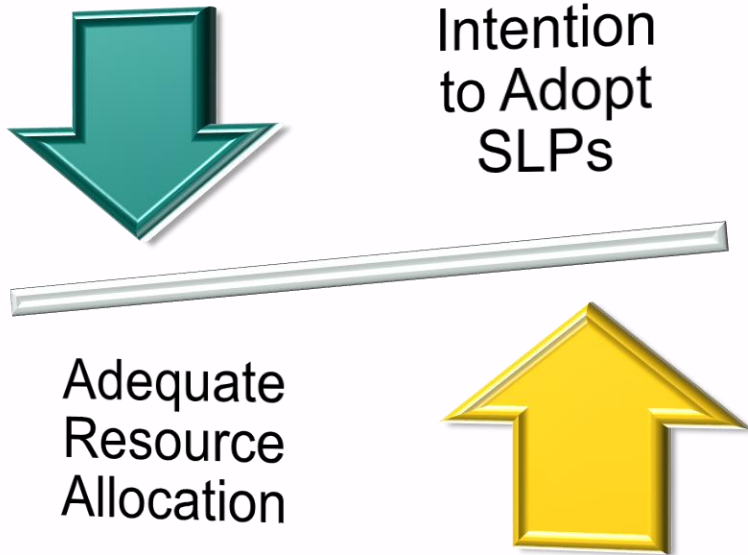 Intention
to Adopt
SLPs
Adequate
Resource
Allocation